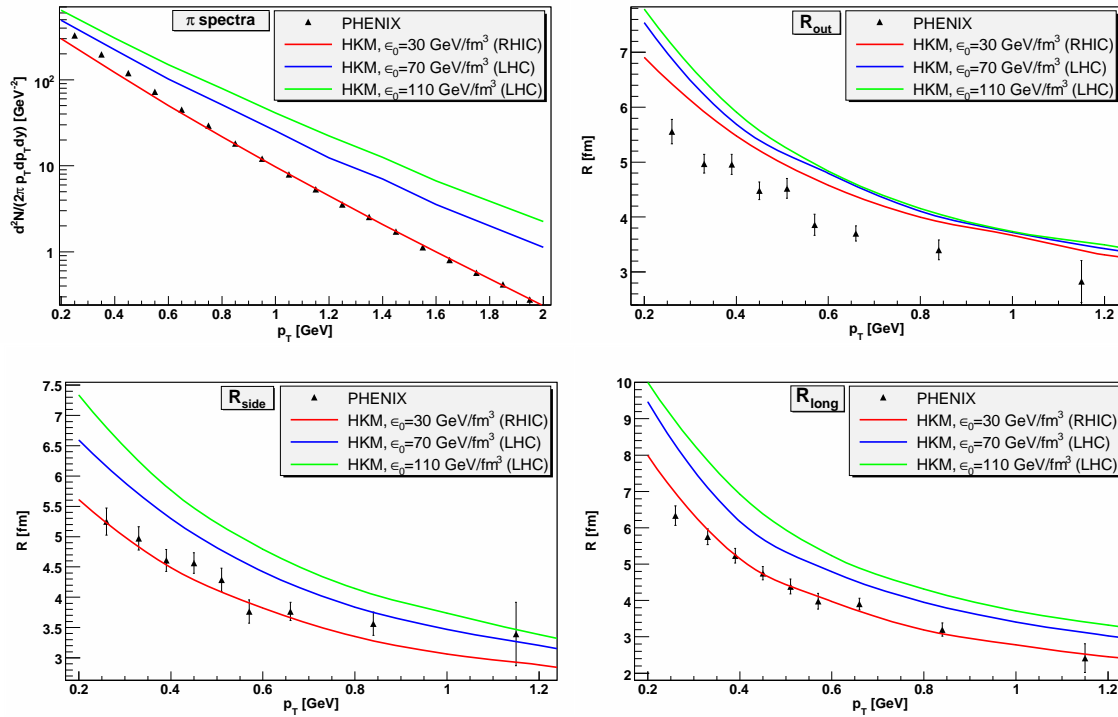 π spectra
PHENIX
HKM, ϵ₀=30 GeV/fm³ (RHIC)
HKM, ϵ₀=70 GeV/fm³ (LHC)
HKM, ϵ₀=110 GeV/fm³ (LHC)
d²N/(2π p_T dp_T dy) [GeV⁻²]
10²
10
1
0.2 0.4 0.6 0.8 1 1.2 1.4 1.6 1.8 2
p_T [GeV]
R_out
PHENIX
HKM, ϵ₀=30 GeV/fm³ (RHIC)
HKM, ϵ₀=70 GeV/fm³ (LHC)
HKM, ϵ₀=110 GeV/fm³ (LHC)
R [fm]
7
6
5
4
3
0.2 0.4 0.6 0.8 1 1.2
p_T [GeV]
R_side
PHENIX
HKM, ϵ₀=30 GeV/fm³ (RHIC)
HKM, ϵ₀=70 GeV/fm³ (LHC)
HKM, ϵ₀=110 GeV/fm³ (LHC)
R [fm]
7.5
7
6.5
6
5.5
5
4.5
4
3.5
3
0.2 0.4 0.6 0.8 1 1.2
p_T [GeV]
R_long
PHENIX
HKM, ϵ₀=30 GeV/fm³ (RHIC)
HKM, ϵ₀=70 GeV/fm³ (LHC)
HKM, ϵ₀=110 GeV/fm³ (LHC)
R [fm]
10
9
8
7
6
5
4
3
2
0.2 0.4 0.6 0.8 1 1.2
p_T [GeV]